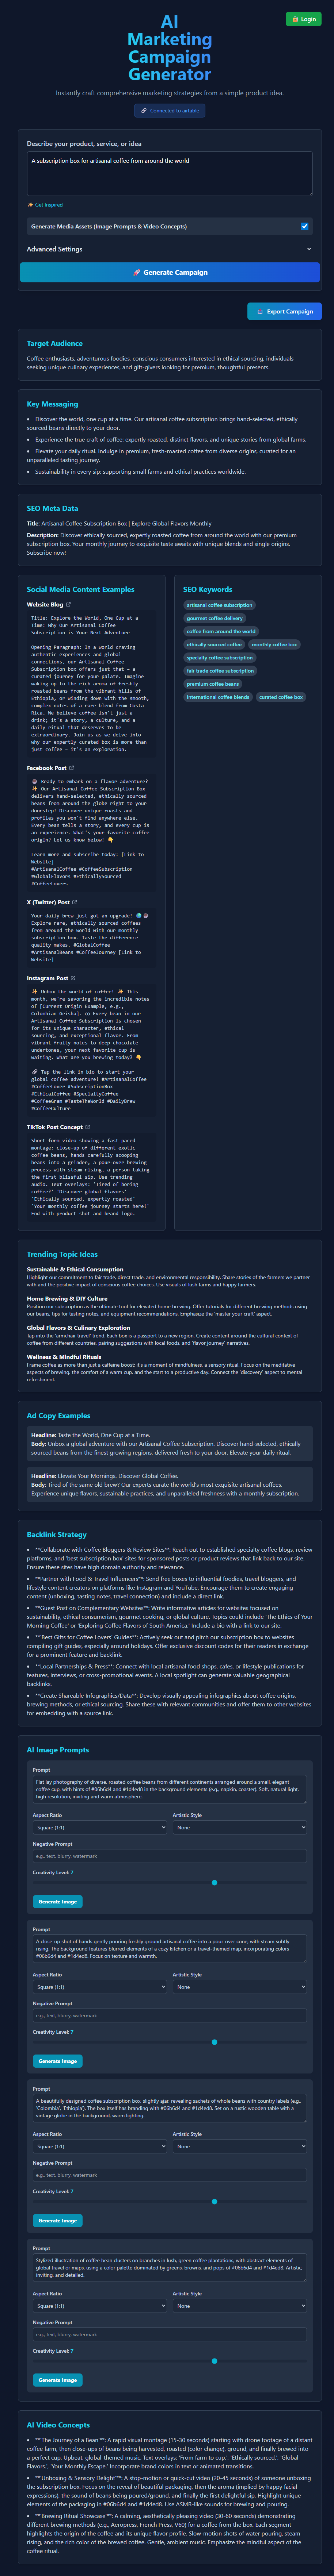 AI
Marketing
Campaign
Generator
Login
Instantly craft comprehensive marketing strategies from a simple product idea.
Connected to airtable
Describe your product, service, or idea
A subscription box for artisanal coffee from around the world
✨ Get Inspired
Generate Media Assets (Image Prompts & Video Concepts)
Advanced Settings
🚀 Generate Campaign
Export Campaign
Target Audience
Coffee enthusiasts, adventurous foodies, conscious consumers interested in ethical sourcing, individuals
seeking unique culinary experiences, and gift-givers looking for premium, thoughtful presents.
Key Messaging
• Discover the world, one cup at a time. Our artisanal coffee subscription brings hand-selected, ethically
sourced beans directly to your door.
• Experience the true craft of coffee: expertly roasted, distinct flavors, and unique stories from global farms.
• Elevate your daily ritual. Indulge in premium, fresh-roasted coffee from diverse origins, curated for an
unparalleled tasting journey.
• Sustainability in every sip: supporting small farms and ethical practices worldwide.
SEO Meta Data
Title: Artisanal Coffee Subscription Box | Explore Global Flavors Monthly
Description: Discover ethically sourced, expertly roasted coffee from around the world with our premium
subscription box. Your monthly journey to exquisite taste awaits with unique blends and single origins.
Subscribe now!
Social Media Content Examples
Website Blog
Title: Explore the World, One Cup at a
Time: Why Our Artisanal Coffee
Subscription is Your Next Adventure
Opening Paragraph: In a world craving
authentic experiences and global
connections, our Artisanal Coffee
Subscription box offers just that – a
curated journey for your palate. Imagine
waking up to the rich aroma of freshly
roasted beans from the vibrant hills of
Ethiopia, or winding down with the smooth,
complex notes of a rare blend from Costa
Rica. We believe coffee isn't just a
drink; it's a story, a culture, and a
daily ritual that deserves to be
extraordinary. Join us as we delve into
why our expertly curated box is more than
just coffee – it's an exploration.
Facebook Post
Ready to embark on a flavor adventure?
✨ Our Artisanal Coffee Subscription Box
delivers hand-selected, ethically sourced
beans from around the globe right to your
doorstep! Discover unique roasts and
profiles you won't find anywhere else.
Every bean tells a story, and every cup is
an experience. What's your favorite coffee
origin? Let us know below! 👇
Learn more and subscribe today: [Link to
Website]
#ArtisanalCoffee #CoffeeSubscription
#GlobalFlavors #EthicallySourced
#CoffeeLovers
X (Twitter) Post
Your daily brew just got an upgrade! 🌍☕
Explore rare, ethically sourced coffees
from around the world with our monthly
subscription box. Taste the difference
quality makes. #GlobalCoffee
#ArtisanalBeans #CoffeeJourney [Link to
Website]
Instagram Post
✨ Unbox the world of coffee! ✨ This
month, we're savoring the incredible notes
of [Current Origin Example, e.g.,
Colombian Geisha]. co Every bean in our
Artisanal Coffee Subscription is chosen
for its unique character, ethical
sourcing, and exceptional flavor. From
vibrant fruity notes to deep chocolate
undertones, your next favorite cup is
waiting. What are you brewing today? 👇
🔗 Tap the link in bio to start your
global coffee adventure! #ArtisanalCoffee
#CoffeeLover #SubscriptionBox
#EthicalCoffee #SpecialtyCoffee
#CoffeeGram #TasteTheWorld #DailyBrew
#CoffeeCulture
TikTok Post Concept
Short-form video showing a fast-paced
montage: close-up of different exotic
coffee beans, hands carefully scooping
beans into a grinder, a pour-over brewing
process with steam rising, a person taking
the first blissful sip. Use trending
audio. Text overlays: 'Tired of boring
coffee?' 'Discover global flavors'
'Ethically sourced, expertly roasted'
'Your monthly coffee journey starts here!'
End with product shot and brand logo.
SEO Keywords
artisanal coffee subscription
gourmet coffee delivery
coffee from around the world
ethically sourced coffee monthly coffee box
specialty coffee subscription
fair trade coffee subscription
premium coffee beans
international coffee blends curated coffee box
Trending Topic Ideas
Sustainable & Ethical Consumption
Highlight our commitment to fair trade, direct trade, and environmental responsibility. Share stories of the farmers we partner
with and the positive impact of conscious coffee choices. Use visuals of lush farms and happy farmers.
Home Brewing & DIY Culture
Position our subscription as the ultimate tool for elevated home brewing. Offer tutorials for different brewing methods using
our beans, tips for tasting notes, and equipment recommendations. Emphasize the 'master your craft' aspect.
Global Flavors & Culinary Exploration
Tap into the 'armchair travel' trend. Each box is a passport to a new region. Create content around the cultural context of
coffee from different countries, pairing suggestions with local foods, and 'flavor journey' narratives.
Wellness & Mindful Rituals
Frame coffee as more than just a caffeine boost; it's a moment of mindfulness, a sensory ritual. Focus on the meditative
aspects of brewing, the comfort of a warm cup, and the start to a productive day. Connect the 'discovery' aspect to mental
refreshment.
Ad Copy Examples
Headline: Taste the World, One Cup at a Time.
Body: Unbox a global adventure with our Artisanal Coffee Subscription. Discover hand-picked, ethically
sourced beans from the finest growing regions, delivered fresh to your door. Elevate your daily ritual.
Headline: Elevate Your Mornings. Discover Global Coffee.
Body: Tired of the same old brew? Our experts curate the world's most exquisite artisanal coffees.
Experience unique flavors, sustainable practices, and unparalleled freshness with a monthly subscription.
Backlink Strategy
• **Collaborate with Coffee Bloggers & Review Sites**: Reach out to established specialty coffee blogs, review
platforms, and 'best subscription box' sites for sponsored posts or product reviews that link back to our site.
Ensure these sites have high domain authority and relevance.
• **Partner with Food & Travel Influencers**: Send free boxes to influential foodies, travel bloggers, and
lifestyle content creators on platforms like Instagram and YouTube. Encourage them to create engaging
content (unboxing, tasting notes, travel connection) and include a direct link.
• **Guest Post on Complementary Websites**: Write informative articles for websites focused on
sustainability, ethical consumerism, gourmet cooking, or global culture. Topics could include 'The Ethics of Your
Morning Coffee' or 'Exploring Coffee Flavors of South America.' Include a bio with a link to our site.
• **'Best Gifts for Coffee Lovers' Guides**: Actively seek out and pitch our subscription box to websites
compiling gift guides, especially around holidays. Offer exclusive discount codes for their readers in exchange
for a prominent feature and backlink.
• **Local Partnerships & Press**: Connect with local artisanal food shops, cafes, or lifestyle publications for
features, interviews, or cross-promotional events. A local spotlight can generate valuable geographical
backlinks.
• **Create Shareable Infographics/Data**: Develop visually appealing infographics about coffee origins,
brewing methods, or ethical sourcing. Share these with relevant communities and offer them to other websites
for embedding with a source link.
AI Image Prompts
Prompt
Flat lay photography of diverse, roasted coffee beans from different continents arranged around a small, elegant
coffee cup, with hints of #06b6d4 and #1d4ed8 in the background elements (e.g., napkin, coaster). Soft, natural light,
high resolution, inviting and warm atmosphere.
Aspect Ratio Artistic Style
Square (1:1) None
Negative Prompt
e.g., text, blurry, watermark
Creativity Level: 7
Generate Image
Prompt
A close-up shot of hands gently pouring freshly ground artisanal coffee into a pour-over cone, with steam subtly
rising. The background features blurred elements of a cozy kitchen or a travel-themed map, incorporating colors
#06b6d4 and #1d4ed8. Focus on texture and warmth.
Aspect Ratio Artistic Style
Square (1:1) None
Negative Prompt
e.g., text, blurry, watermark
Creativity Level: 7
Generate Image
Prompt
A beautifully designed coffee subscription box, slightly ajar, revealing sachets of whole beans with country labels (e.g.,
'Colombia', 'Ethiopia'). The box itself has branding with #06b6d4 and #1d4ed8. Set on a rustic wooden table with a
vintage globe in the background, warm lighting.
Aspect Ratio Artistic Style
Square (1:1) None
Negative Prompt
e.g., text, blurry, watermark
Creativity Level: 7
Generate Image
Prompt
Stylized illustration of coffee bean clusters on branches in lush, green coffee plantations, with abstract elements of
global travel or maps, using a color palette dominated by greens, browns, and pops of #06b6d4 and #1d4ed8. Artistic,
inviting, and detailed.
Aspect Ratio Artistic Style
Square (1:1) None
Negative Prompt
e.g., text, blurry, watermark
Creativity Level: 7
Generate Image
AI Video Concepts
• **'The Journey of a Bean'**: A rapid visual montage (15-30 seconds) starting with drone footage of a distant
coffee farm, then close-ups of beans being harvested, roasted (color change), ground, and finally brewed into
a perfect cup. Upbeat, global-themed music. Text overlays: 'From farm to cup.', 'Ethically sourced.', 'Global
Flavors.', 'Your Monthly Escape.' Incorporate brand colors in text or animated transitions.
• **'Unboxing & Sensory Delight'**: A stop-motion or quick-cut video (20-45 seconds) of someone unboxing
the subscription box. Focus on the reveal of beautiful packaging, then the aroma (implied by happy facial
expressions), the sound of beans being poured/ground, and finally the first delightful sip. Highlight unique
elements of the packaging in #06b6d4 and #1d4ed8. Use ASMR-like sounds for brewing and pouring.
• **'Brewing Ritual Showcase'**: A calming, aesthetically pleasing video (30-60 seconds) demonstrating
different brewing methods (e.g., Aeropress, French Press, V60) for a coffee from the box. Each segment
highlights the origin of the coffee and its unique flavor profile. Slow-motion shots of water pouring, steam
rising, and the rich color of the brewed coffee. Gentle, ambient music. Emphasize the mindful aspect of the
coffee ritual.